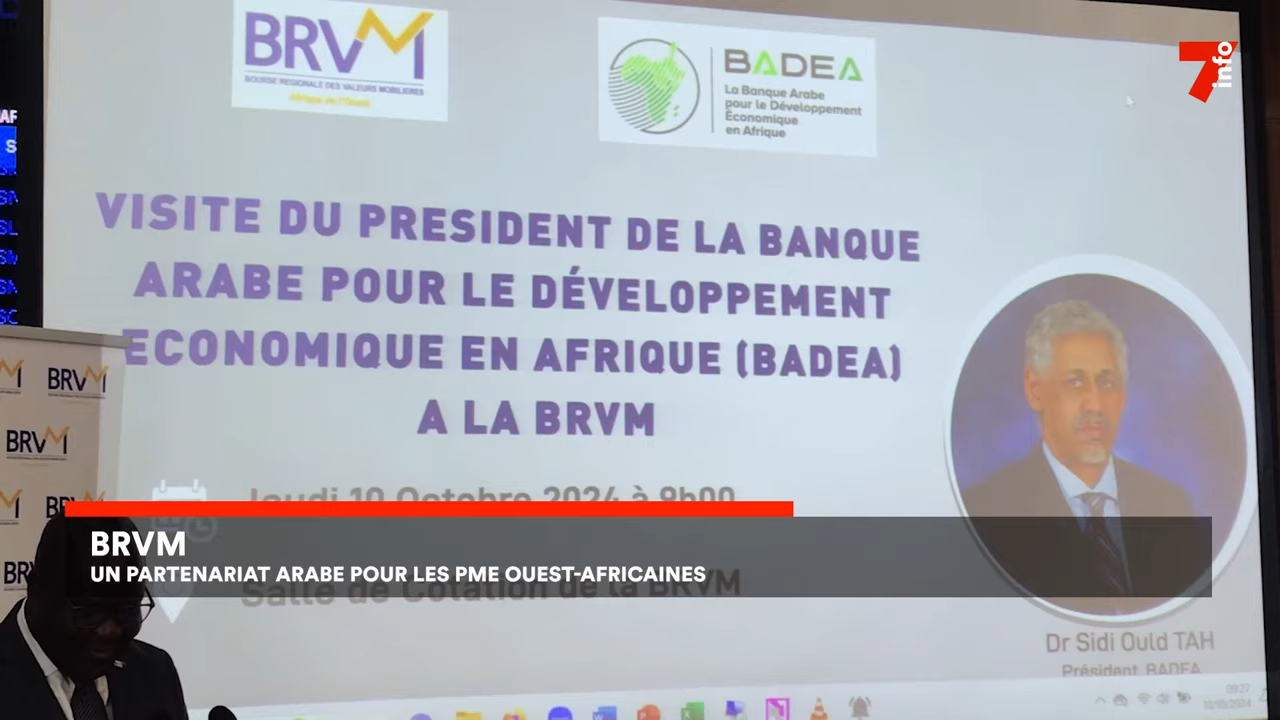 BRVM
BOURSE REGIONALE DES VALEURS MOBILIERES
Afrique de l'Ouest
BADEA
La Banque Arabe
pour le Développement
Économique
en Afrique
7info
VISITE DU PRESIDENT DE LA BANQUE
ARABE POUR LE DÉVELOPPEMENT
ECONOMIQUE EN AFRIQUE (BADEA)
A LA BRVM
Jeudi 10 Octobre 2024 à 9h00
Salle de Cotation de la BRVM
Dr Sidi Ould TAH
Président BADEA
09:27
BRVM
BRVM
BRVM
UN PARTENARIAT ARABE POUR LES PME OUEST-AFRICAINES